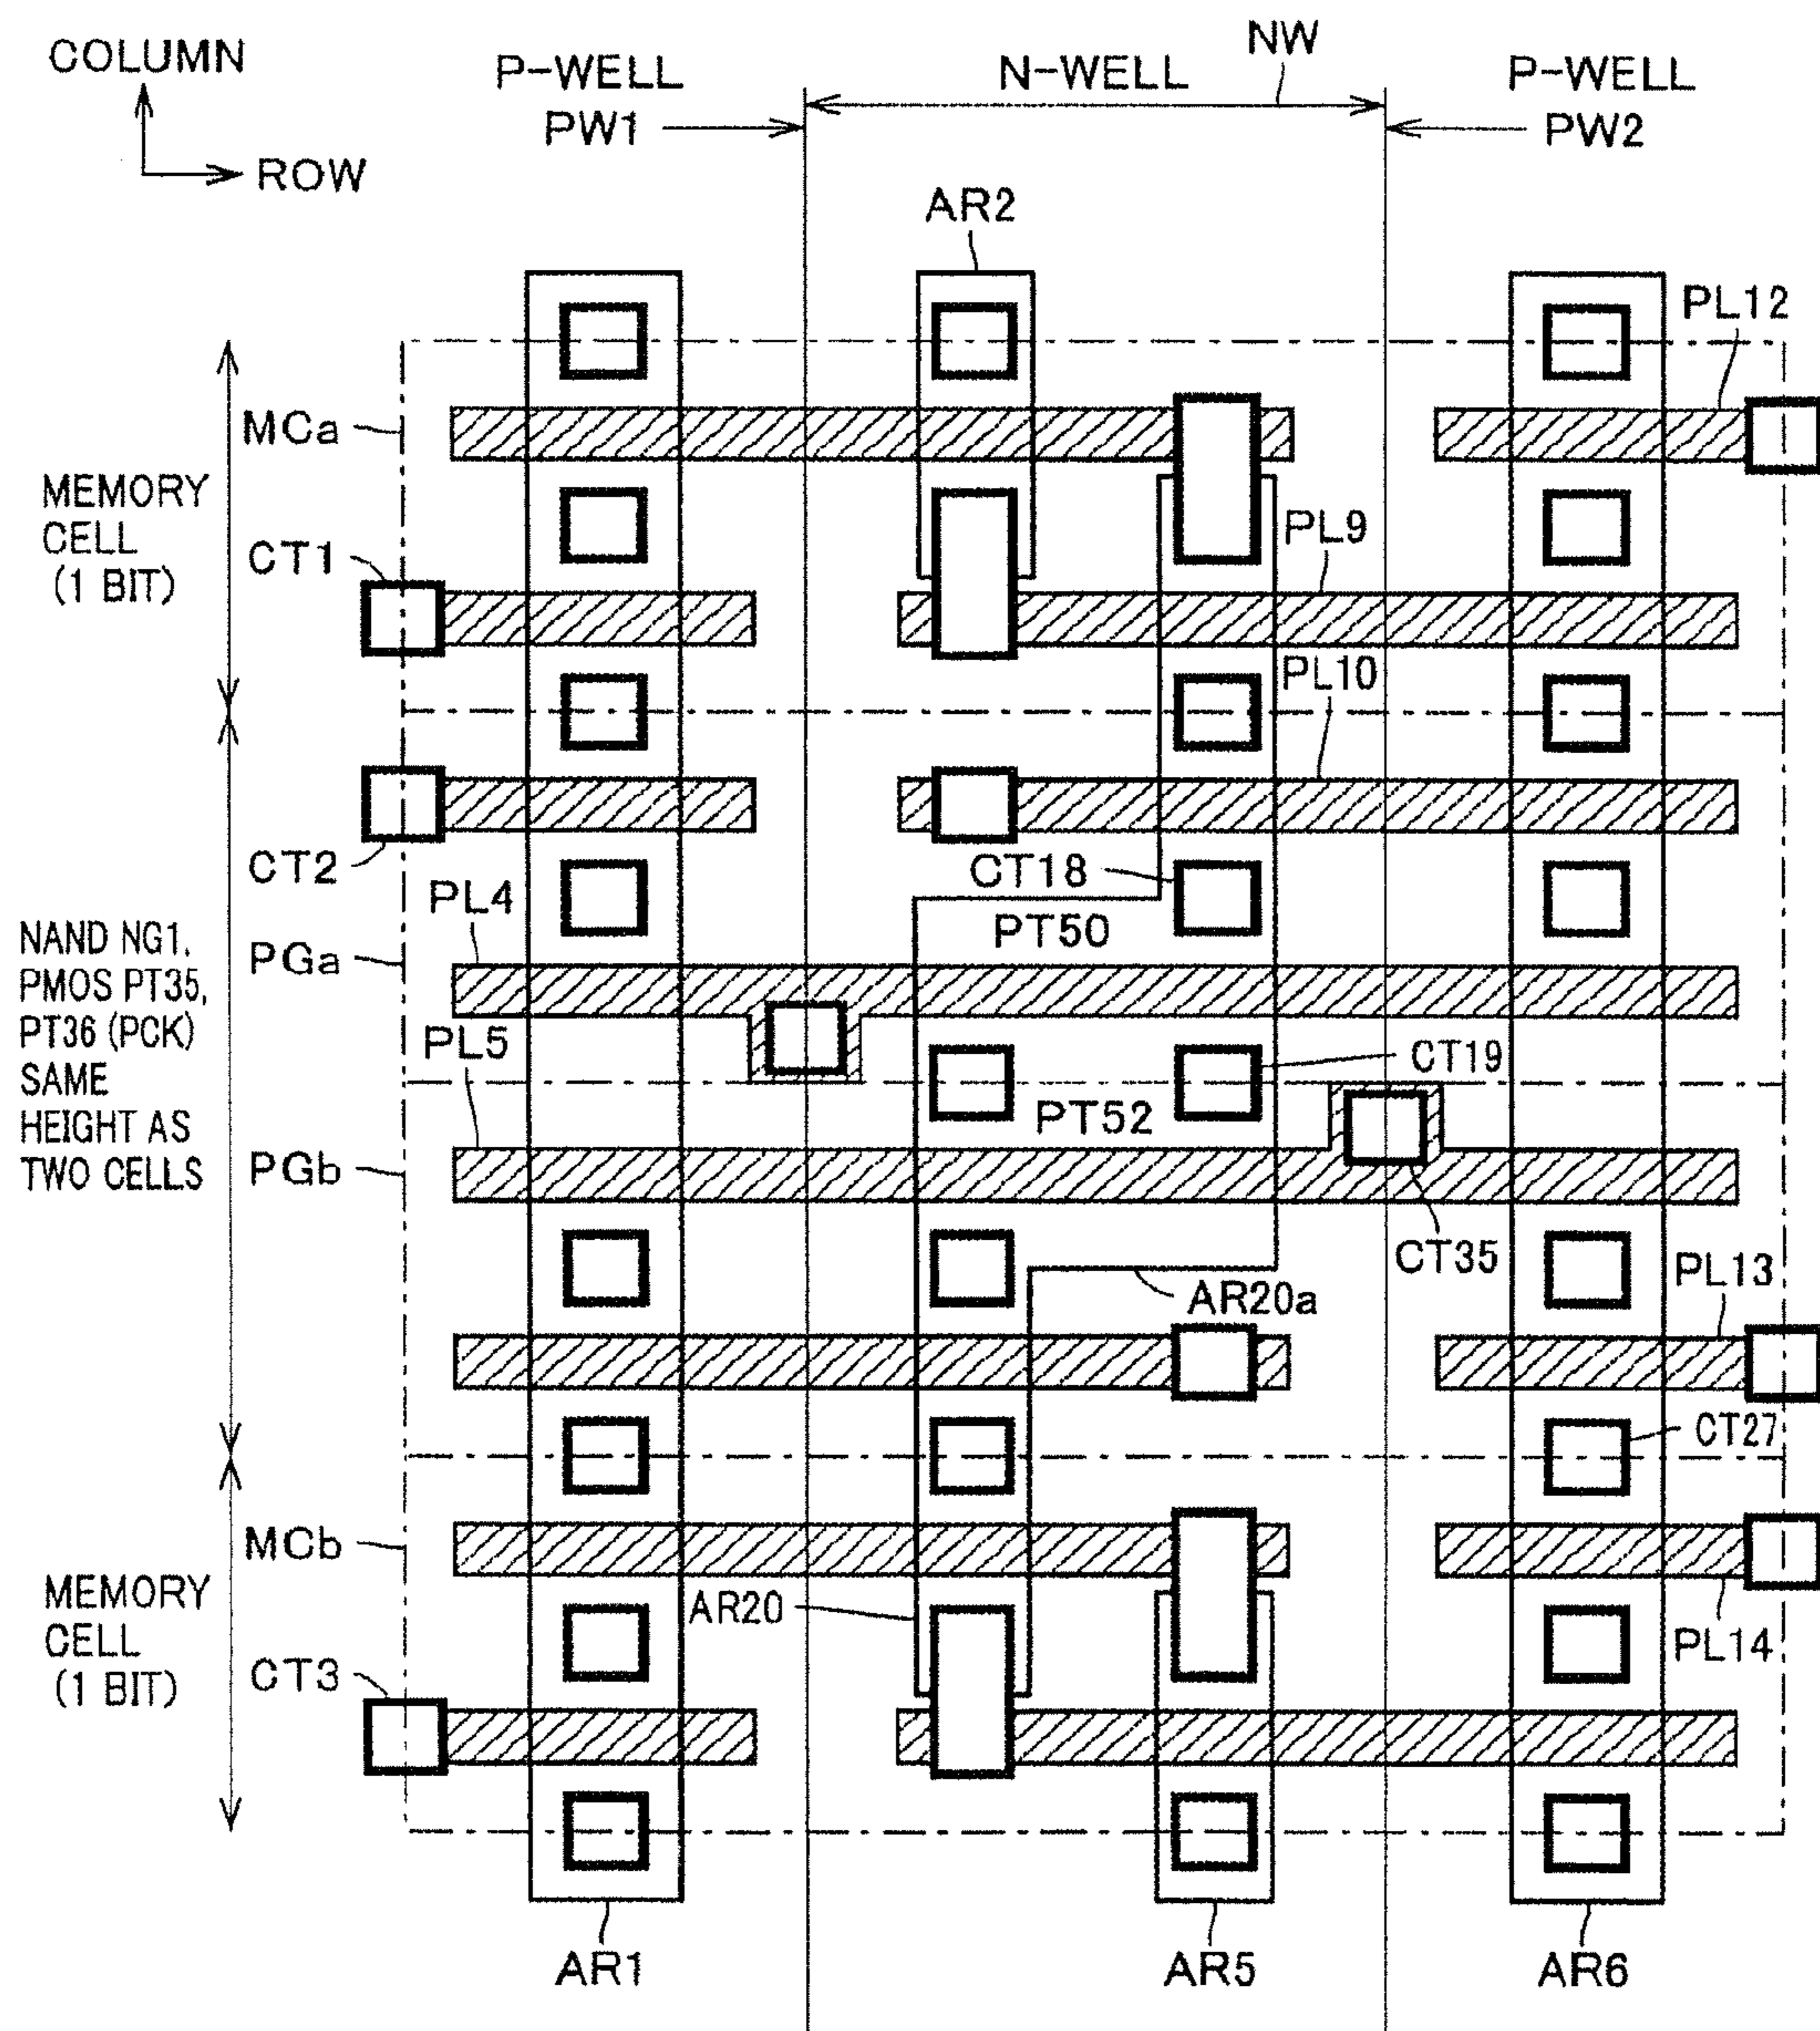 COLUMN
ROW
P-WELL
PW1
N-WELL
NW
P-WELL
PW2
AR2
PL12
MCa
MEMORY
CELL
(1 BIT)
CT1
PL9
PL10
CT2
CT18
PT50
PL4
NAND NG1,
PMOS PT35,
PT36 (PCK)
SAME
HEIGHT AS
TWO CELLS
PGa
PL5
CT19
PT52
PGb
CT35
PL13
AR20a
CT27
MCb
MEMORY
CELL
(1 BIT)
AR20
PL14
CT3
AR1
AR5
AR6